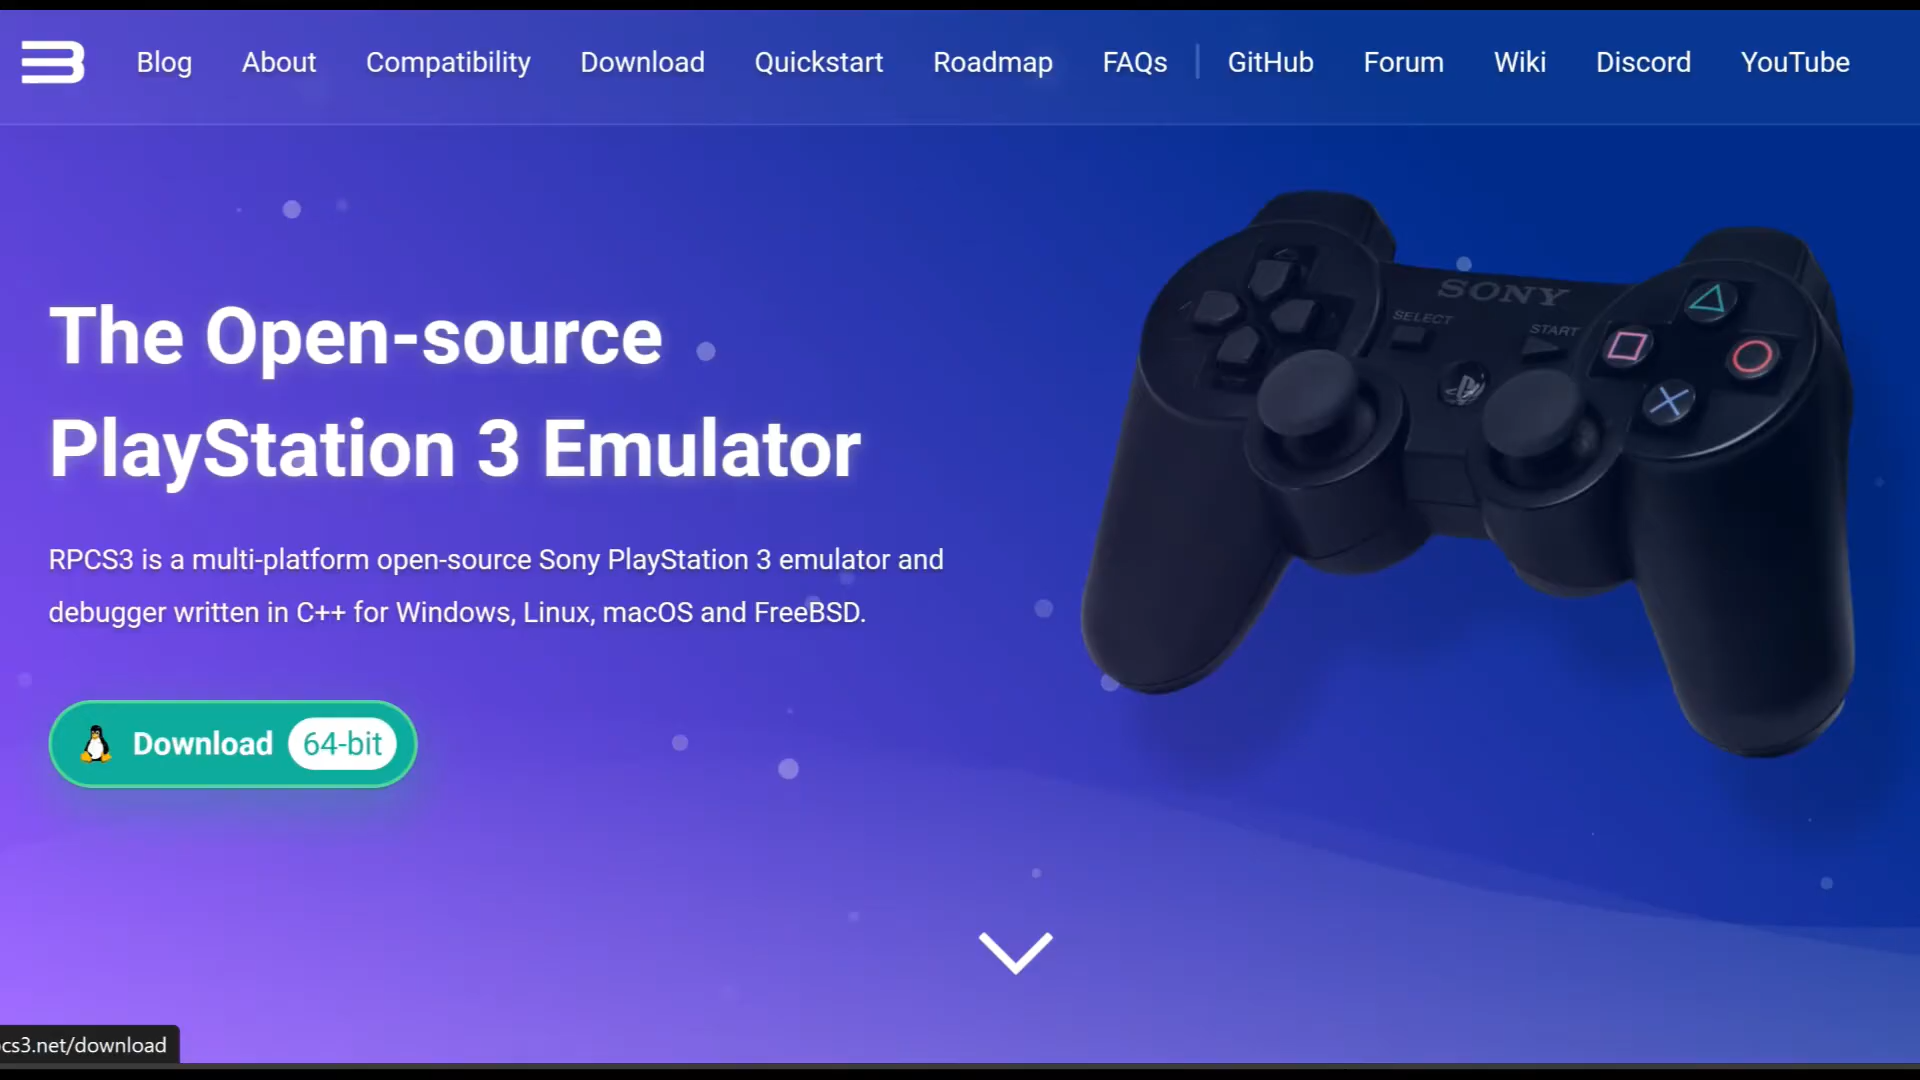 Blog About Compatibility Download Quickstart Roadmap FAQs GitHub Forum Wiki Discord YouTube
The Open-source
PlayStation 3 Emulator
RPCS3 is a multi-platform open-source Sony PlayStation 3 emulator and
debugger written in C++ for Windows, Linux, macOS and FreeBSD.
Download 64-bit
SONY
SELECT
START
cs3.net/download